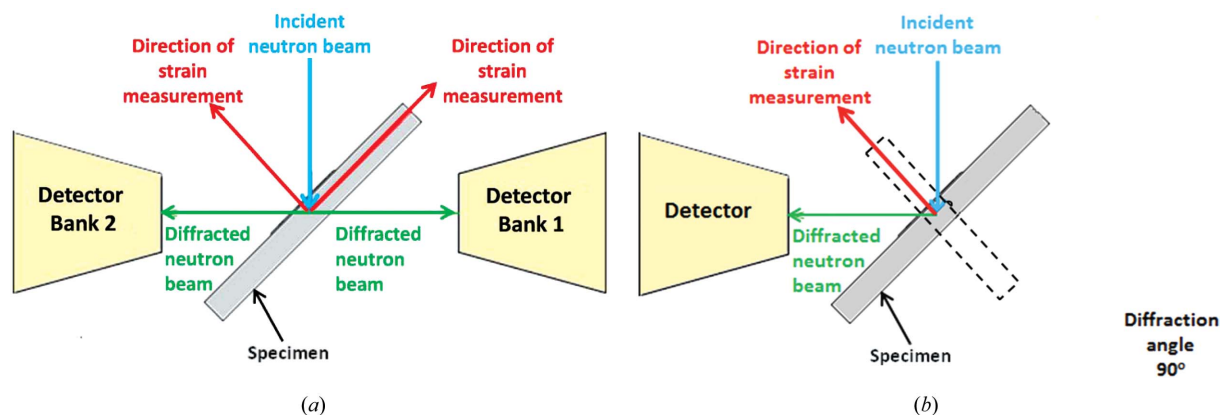 Incident
neutron beam
Direction of
strain
measurement
Direction of
strain
measurement
Detector
Bank 2
Detector
Bank 1
Diffracted
neutron
beam
Diffracted
neutron
beam
Specimen
(a)
Incident
neutron beam
Direction of
strain
measurement
Detector
Diffracted
neutron
beam
Specimen
Diffraction
angle
90°
(b)